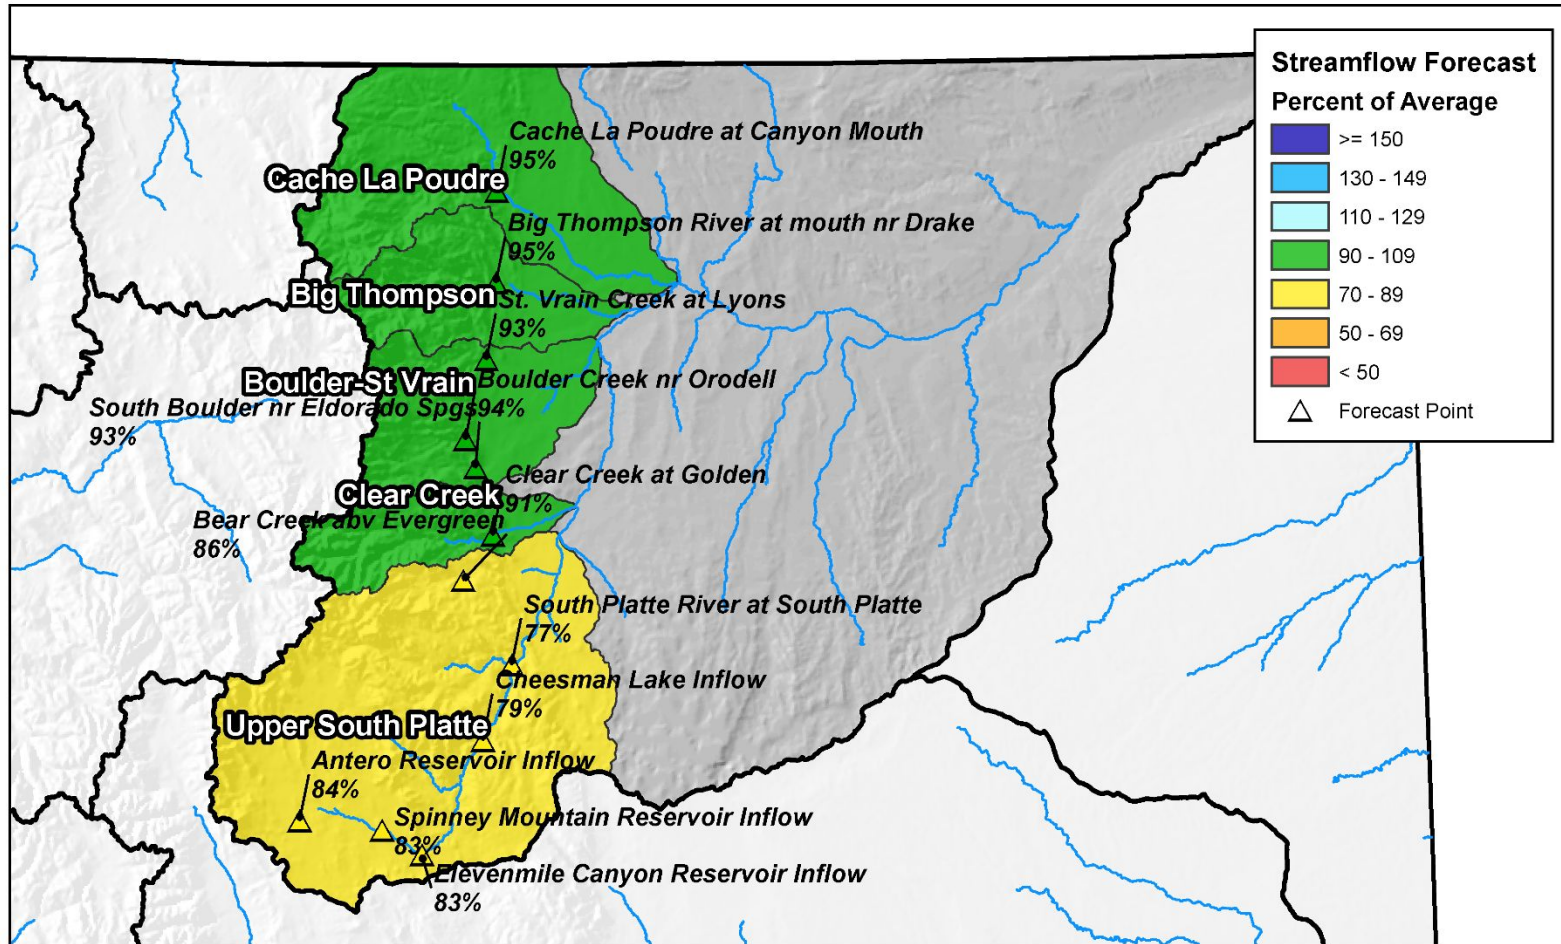 Streamflow Forecast
Percent of Average
>= 150
130 - 149
110 - 129
90 - 109
70 - 89
50 - 69
< 50
Forecast Point
Cache La Poudre at Canyon Mouth
95%
Cache La Poudre
Big Thompson River at mouth nr Drake
95%
Big Thompson
St. Vrain Creek at Lyons
93%
Boulder-St Vrain
Boulder Creek nr Orodell
94%
South Boulder nr Eldorado Spgs
93%
Clear Creek at Golden
91%
Clear Creek
Bear Creek abv Evergreen
86%
South Platte River at South Platte
77%
Cheesman Lake Inflow
79%
Upper South Platte
Antero Reservoir Inflow
84%
Spinney Mountain Reservoir Inflow
83%
Elevenmile Canyon Reservoir Inflow
83%